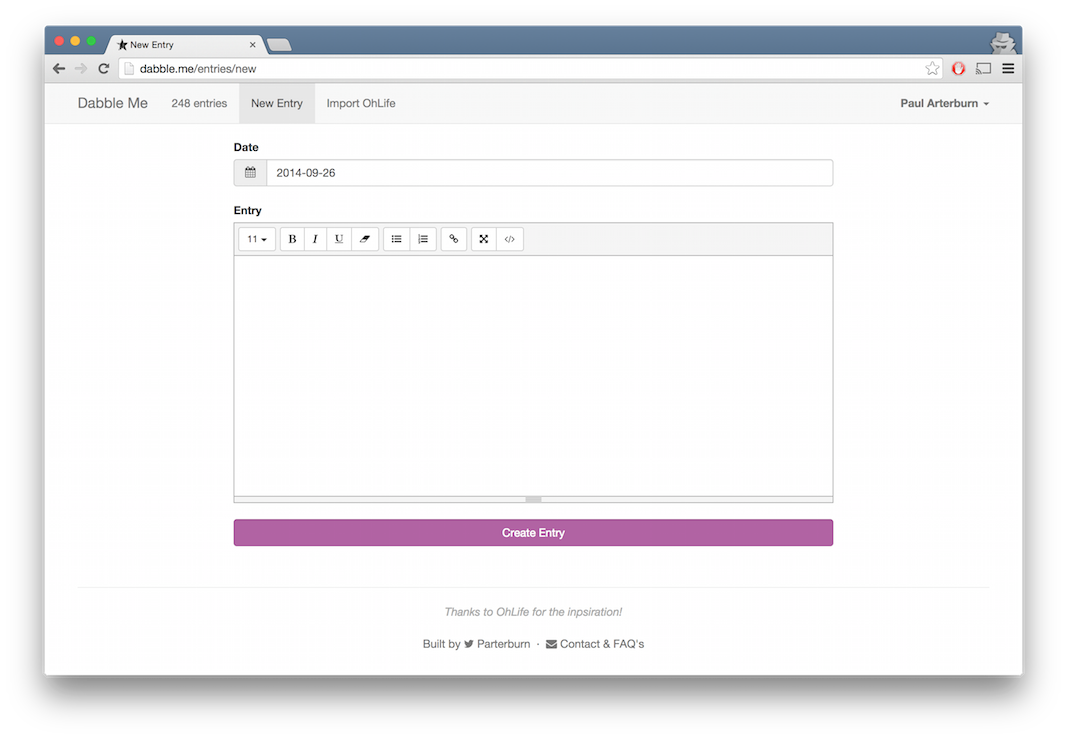 New Entry
dabble.me/entries/new
Dabble Me 248 entries New Entry Import OhLife Paul Arterburn
Date
2014-09-26
Entry
11 B I U </>
Create Entry
Thanks to OhLife for the inpsiration!
Built by Parterburn · Contact & FAQ's